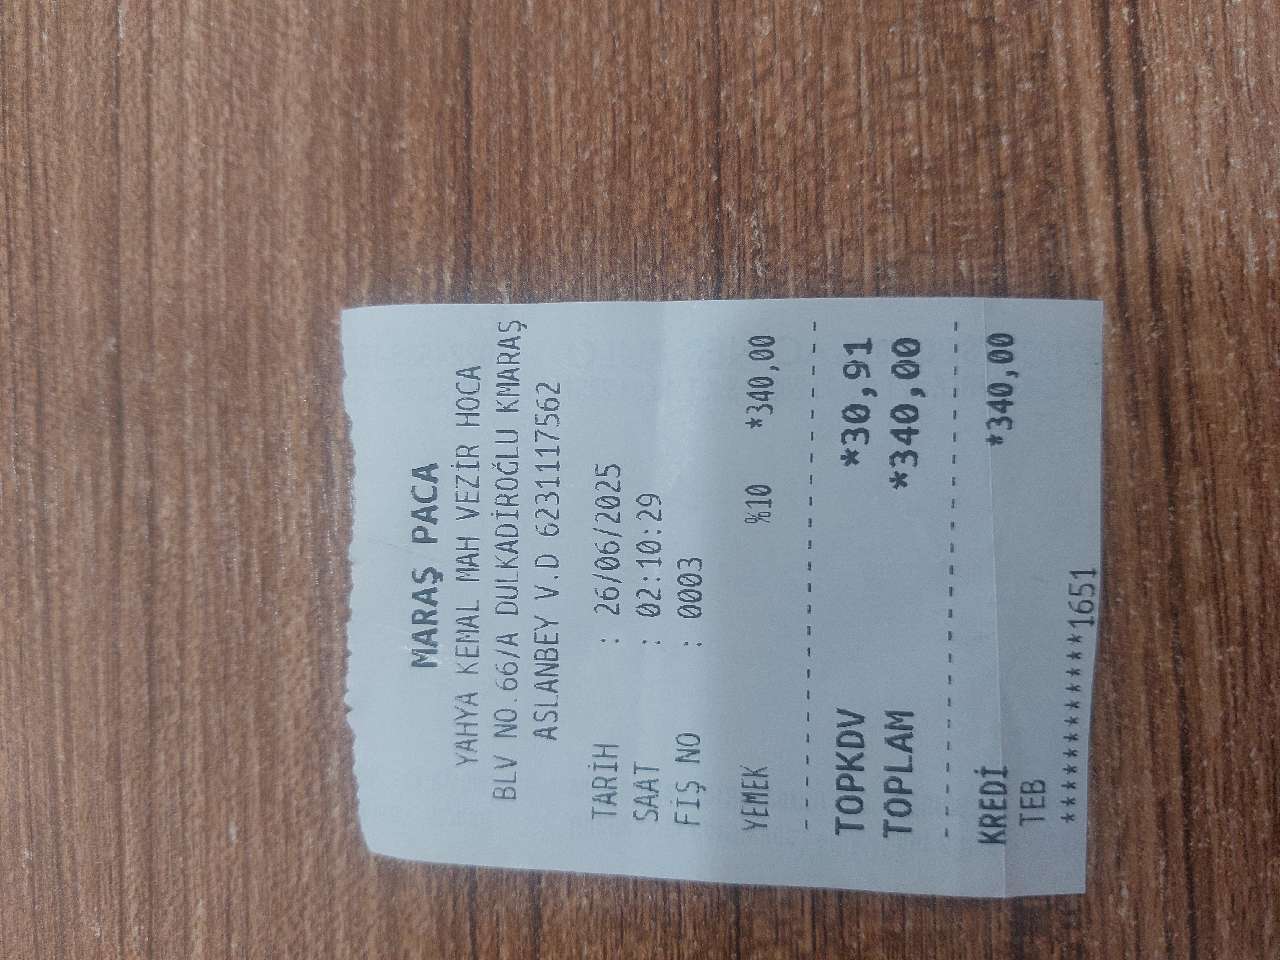 MARAŞ PACA
YAHYA KEMAL MAH VEZİR HOCA
BLV NO.66/A DULKADİROĞLU KMARAŞ
ASLANBEY V.D 6231117562
TARİH : 26/06/2025
SAAT : 02:10:29
FİŞ NO : 0003
YEMEK %10 *340,00
TOPKDV *30,91
TOPLAM *340,00
KREDİ *340,00
TEB
************1651